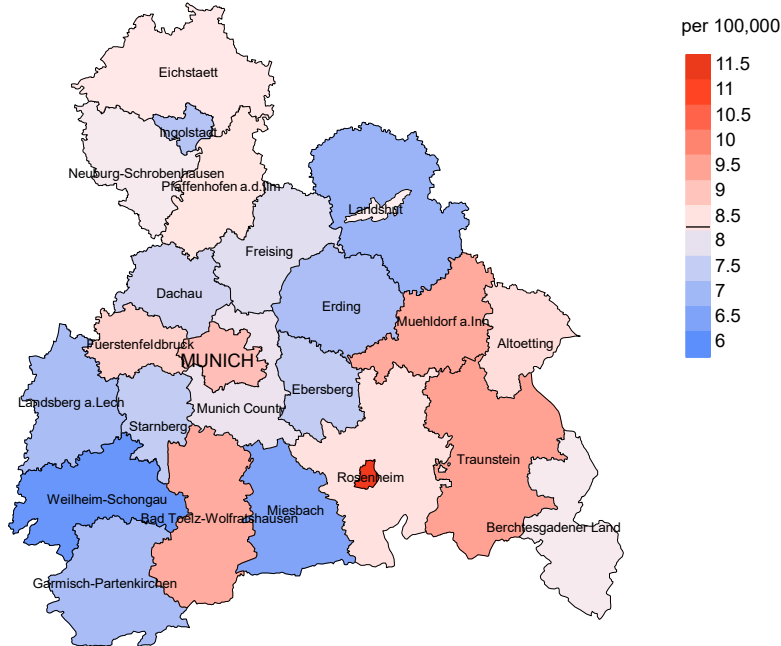 per 100,000
11.5
11
10.5
10
9.5
9
8.5
8
7.5
7
6.5
6
Eichstaett
Ingolstadt
Neuburg-Schrobenhausen
Pfaffenhofen a.d.Ilm
Landshut
Freising
Dachau
Erding
Muehldorf a.Inn
Altoetting
Fuerstenfeldbruck
MUNICH
Ebersberg
Landsberg a.Lech
Munich County
Starnberg
Traunstein
Rosenheim
Weilheim-Schongau
Miesbach
Bad Toelz-Wolfratshausen
Berchtesgadener Land
Garmisch-Partenkirchen